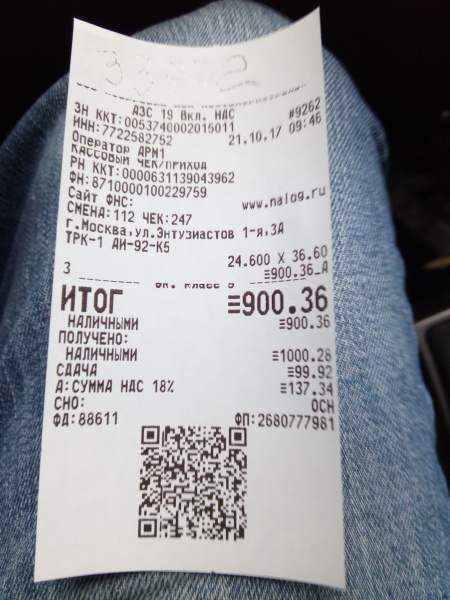 АЗС 19 Вкл. НДС
ЗН ККТ:0053740002015011 #9262
ИНН:7722582752 21.10.17 09:46
Оператор АРМ1
КАССОВЫЙ ЧЕК/ПРИХОД
РН ККТ:0000631139043962
ФН:8710000100229759
Сайт ФНС: www.nalog.ru
СМЕНА:112 ЧЕК:247
г.Москва,ул.Энтузиастов 1-я,3А
ТРК-1 АИ-92-К5
24.600 X 36.60
3 ≡900.36_А
эк. класс 5
ИТОГ ≡900.36
НАЛИЧНЫМИ ≡900.36
ПОЛУЧЕНО:
НАЛИЧНЫМИ ≡1000.28
СДАЧА ≡99.92
А:СУММА НДС 18% ≡137.34
СНО: ОСН
ФД:88611 ФП:2680777981